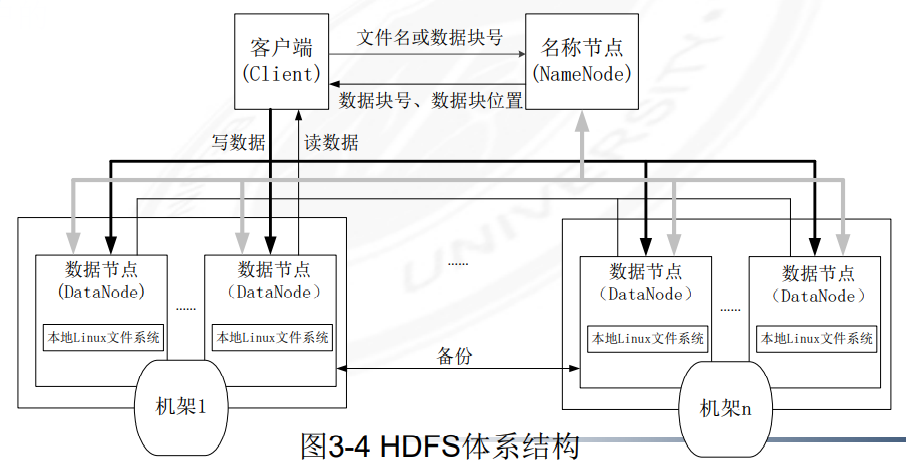 客户端
(Client)
文件名或数据块号
名称节点
(NameNode)
数据块号、数据块位置
写数据
读数据
UNIVERSITY
数据节点
(DataNode)
……
本地Linux文件系统
数据节点
（DataNode）
本地Linux文件系统
……
数据节点
（DataNode）
……
本地Linux文件系统
数据节点
（DataNode）
本地Linux文件系统
备份
机架1
机架n
图3-4 HDFS体系结构